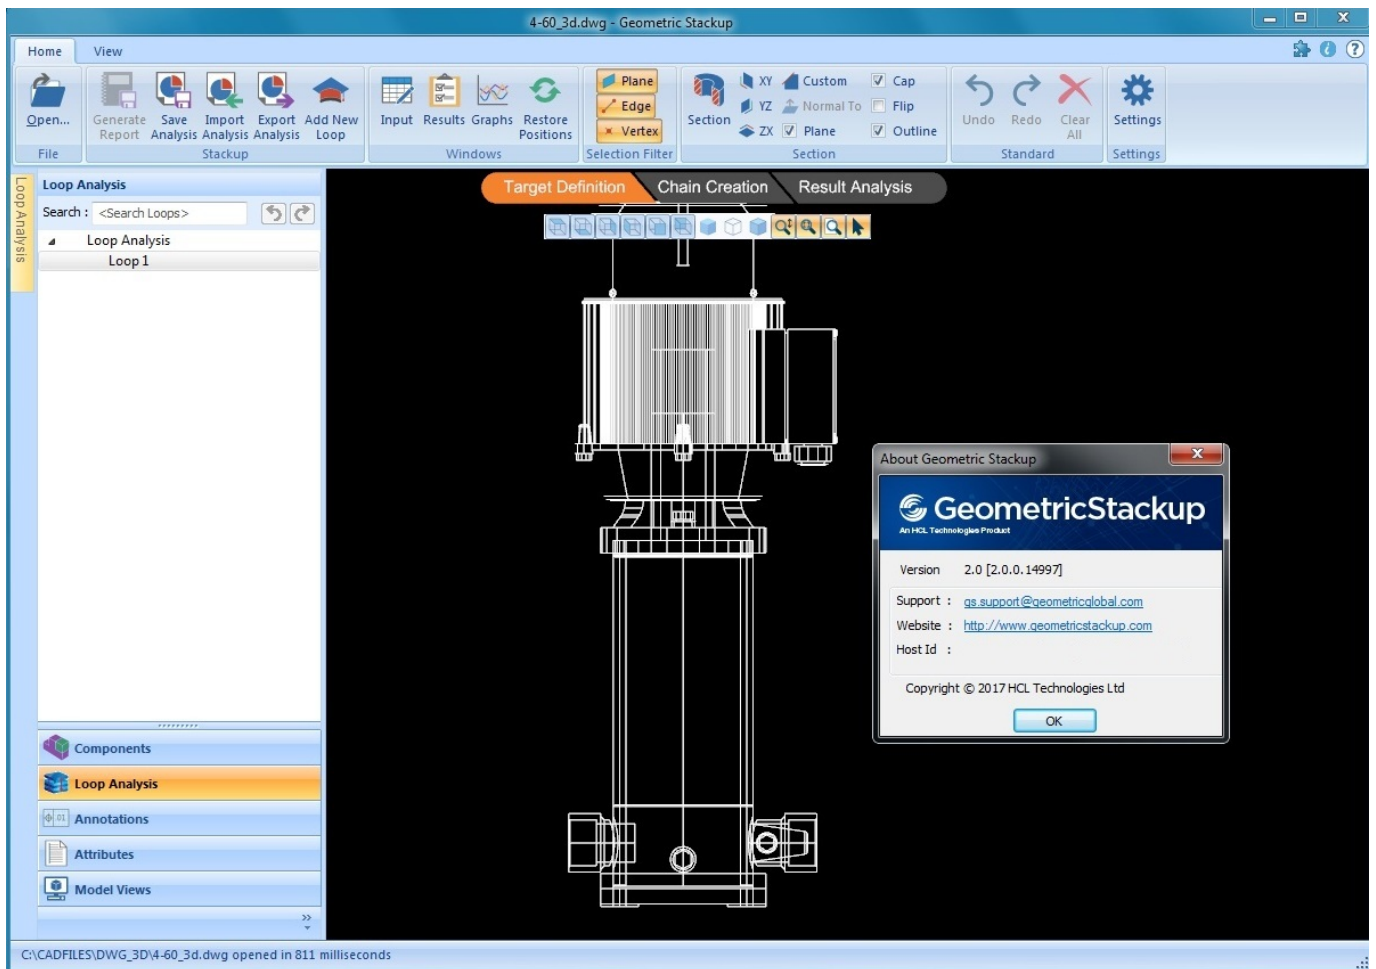 4-60_3d.dwg - Geometric Stackup
Home View
Open...
Generate Report
Save Analysis
Import Analysis
Export Analysis
Add New Loop
Input
Results
Graphs
Restore Positions
Plane
Edge
Vertex
Section
XY
YZ
ZX
Custom
Normal To
Plane
Cap
Flip
Outline
Undo
Redo
Clear All
Settings
File
Stackup
Windows
Selection Filter
Section
Standard
Settings
Loop Analysis
Loop Analysis
Search : <Search Loops>
Loop Analysis
Loop 1
Target Definition Chain Creation Result Analysis
About Geometric Stackup
GeometricStackup
An HCL Technologies Product
Version 2.0 [2.0.0.14997]
Support : gs.support@geometricglobal.com
Website : http://www.geometricstackup.com
Host Id :
Copyright © 2017 HCL Technologies Ltd
OK
Components
Loop Analysis
Annotations
Attributes
Model Views
C:\CADFILES\DWG_3D\4-60_3d.dwg opened in 811 milliseconds